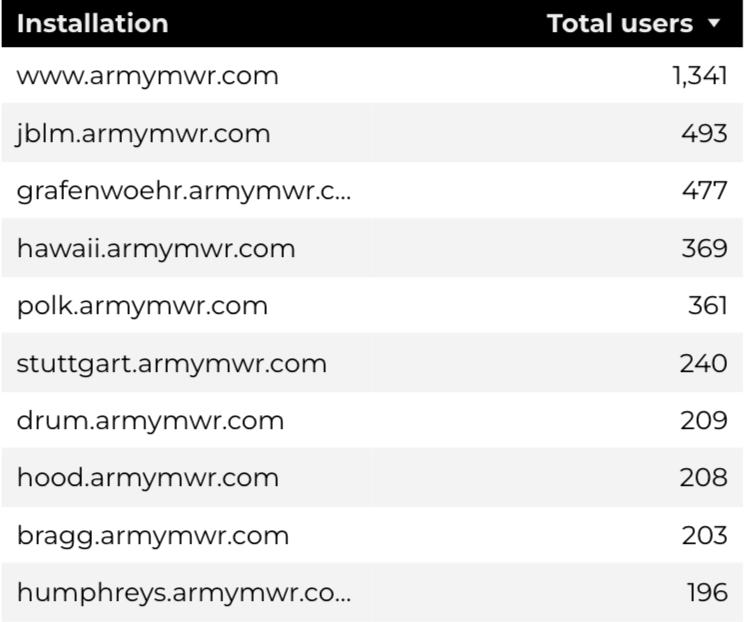 Installation Total users ▼
www.armymwr.com 1,341
jblm.armymwr.com 493
grafenwoehr.armymwr.c... 477
hawaii.armymwr.com 369
polk.armymwr.com 361
stuttgart.armymwr.com 240
drum.armymwr.com 209
hood.armymwr.com 208
bragg.armymwr.com 203
humphreys.armymwr.co... 196